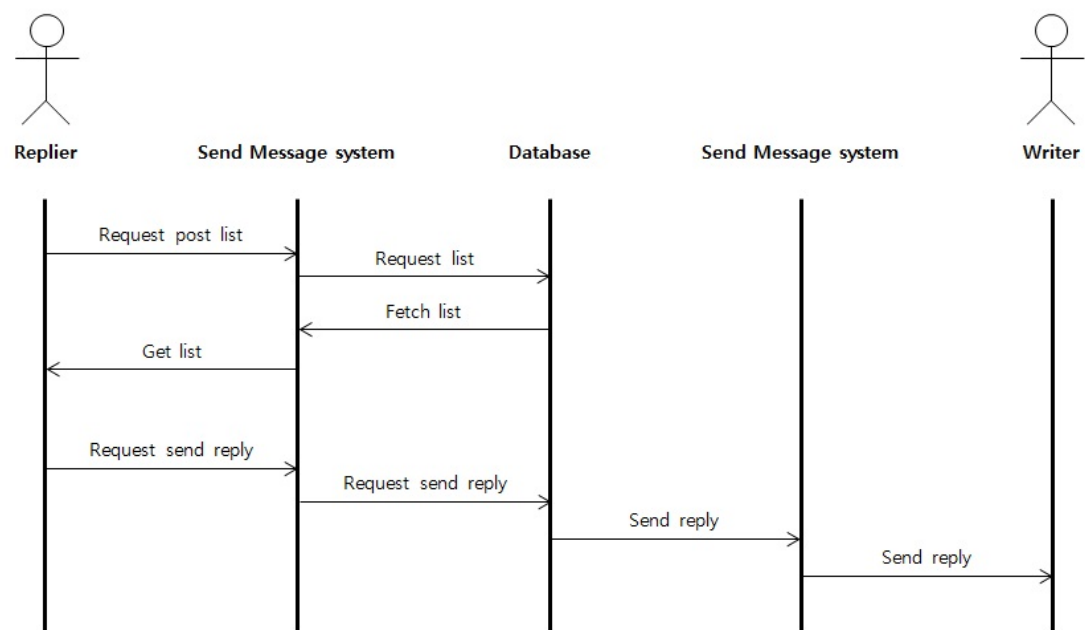 Replier Send Message system Database Send Message system Writer
Request post list
Request list
Fetch list
Get list
Request send reply
Request send reply
Send reply
Send reply